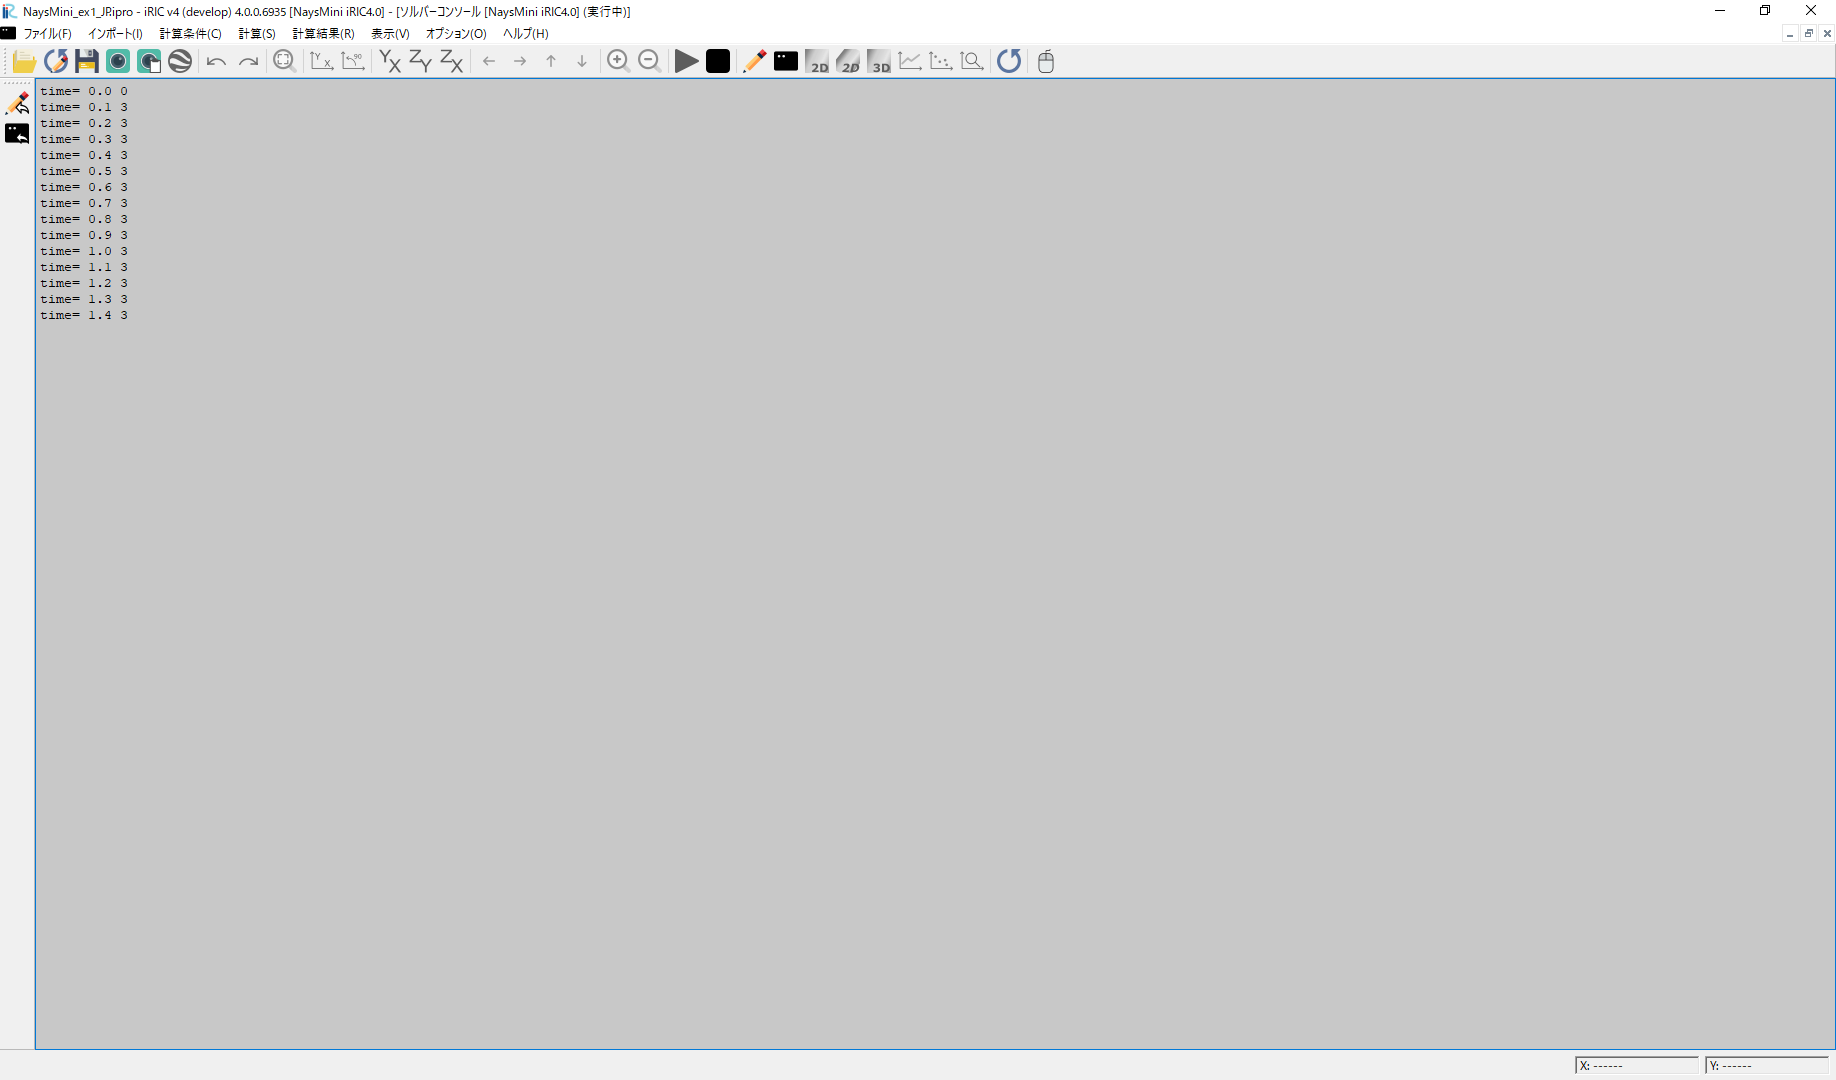 NaysMini_ex1_JP.ipro - iRIC v4 (develop) 4.0.0.6935 [NaysMini iRIC4.0] - [ソルバーコンソール [NaysMini iRIC4.0] (実行中)]
ファイル(F) インポート(I) 計算条件(C) 計算(S) 計算結果(R) 表示(V) オプション(O) ヘルプ(H)
Y X -90 YX ZY ZX 2D 2D 3D
time= 0.0 0
time= 0.1 3
time= 0.2 3
time= 0.3 3
time= 0.4 3
time= 0.5 3
time= 0.6 3
time= 0.7 3
time= 0.8 3
time= 0.9 3
time= 1.0 3
time= 1.1 3
time= 1.2 3
time= 1.3 3
time= 1.4 3
X: ------ Y: ------